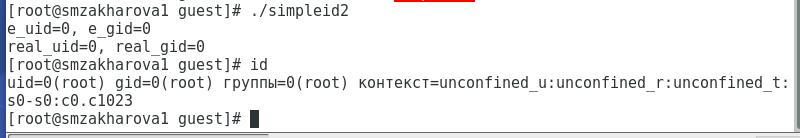 [root@smzakharova1 guest]# ./simpleid2
e_uid=0, e_gid=0
real_uid=0, real_gid=0
[root@smzakharova1 guest]# id
uid=0(root) gid=0(root) группы=0(root) контекст=unconfined_u:unconfined_r:unconfined_t:
s0-s0:c0.c1023
[root@smzakharova1 guest]#